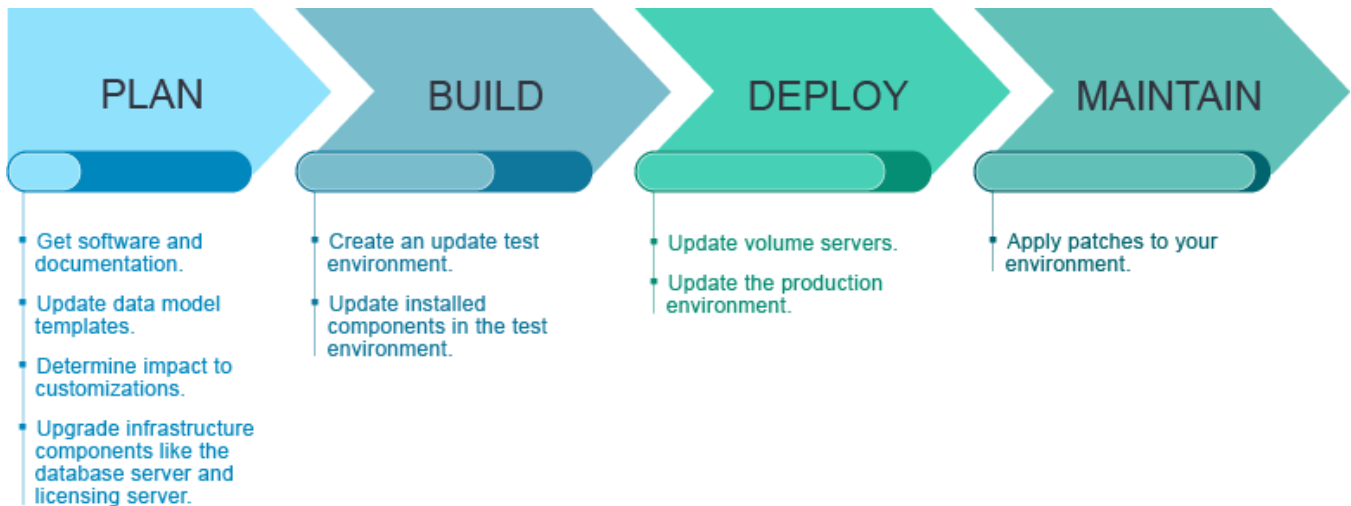 PLAN
BUILD
DEPLOY
MAINTAIN
Get software and
documentation.
Update data model
templates.
Determine impact to
customizations.
Upgrade infrastructure
components like the
database server and
licensing server.
Create an update test
environment.
Update installed
components in the test
environment.
Update volume servers.
Update the production
environment.
Apply patches to your
environment.